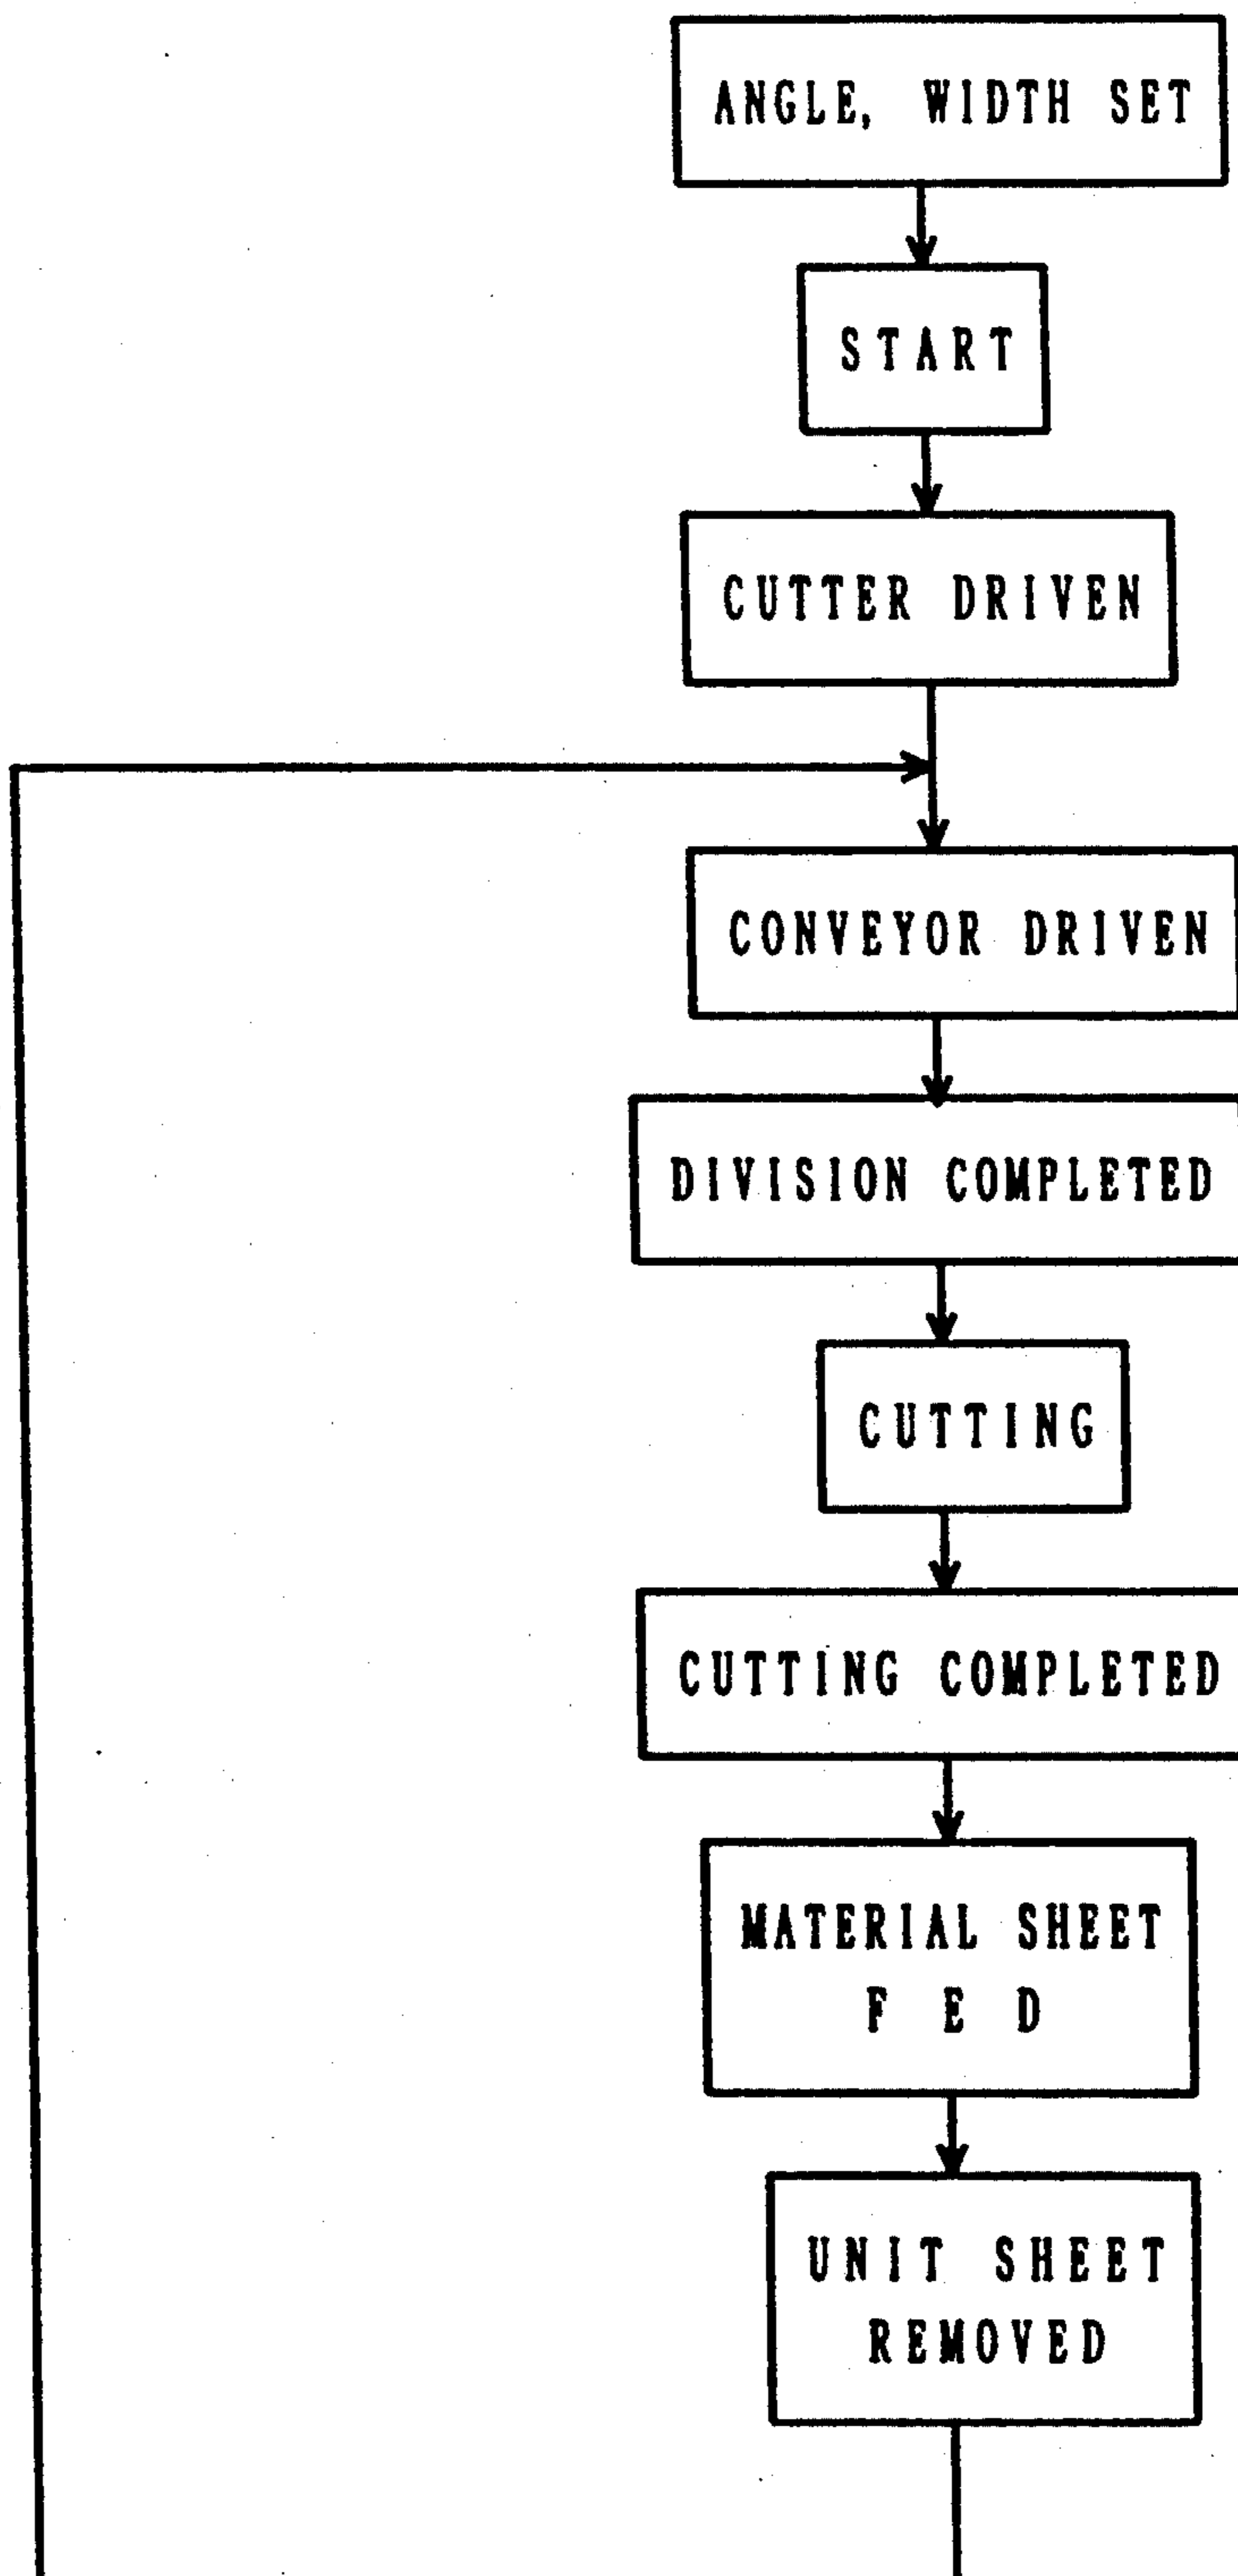 ANGLE, WIDTH SET
START
CUTTER DRIVEN
CONVEYOR DRIVEN
DIVISION COMPLETED
CUTTING
CUTTING COMPLETED
MATERIAL SHEET
FED
UNIT SHEET
REMOVED